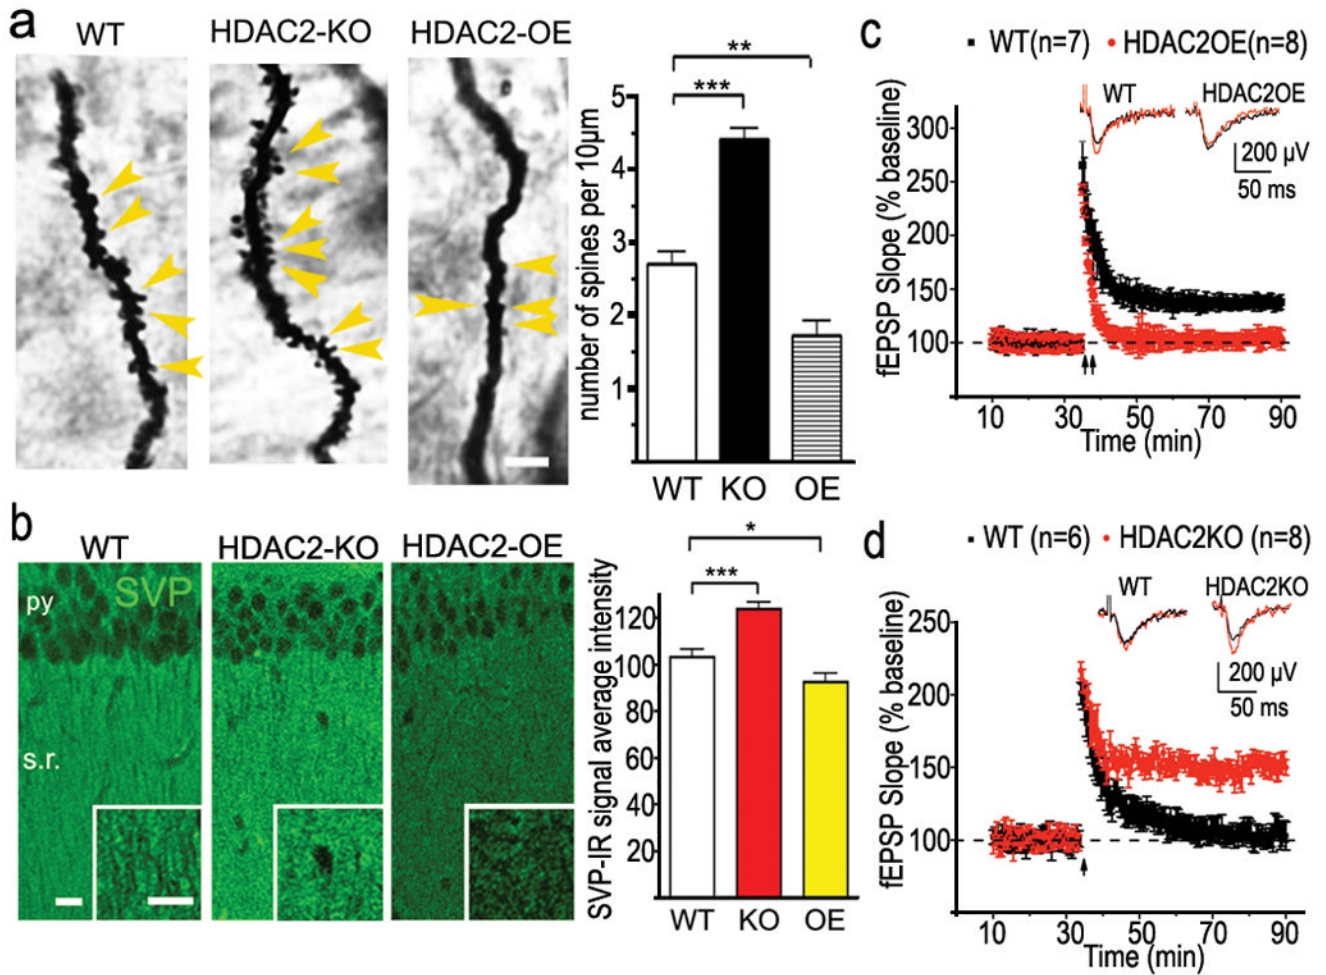 a
WT
HDAC2-KO
HDAC2-OE
number of spines per 10µm
5
4
3
2
1
**
***
WT KO OE
b
WT
HDAC2-KO
HDAC2-OE
SVP
py
s.r.
SVP-IR signal average intensity
120
100
80
60
40
20
*
***
WT KO OE
c
WT(n=7) HDAC2OE(n=8)
WT
HDAC2OE
200 µV
50 ms
fEPSP Slope (% baseline)
300
250
200
150
100
10 30 50 70 90
Time (min)
d
WT (n=6) HDAC2KO (n=8)
WT
HDAC2KO
200 µV
50 ms
fEPSP Slope (% baseline)
250
200
150
100
10 30 50 70 90
Time (min)